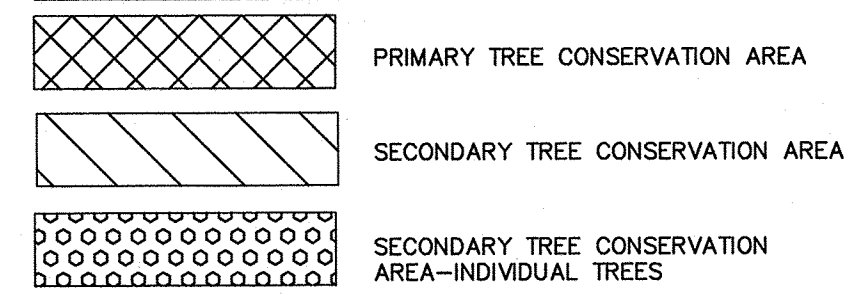 PRIMARY TREE CONSERVATION AREA
SECONDARY TREE CONSERVATION AREA
SECONDARY TREE CONSERVATION
AREA-INDIVIDUAL TREES